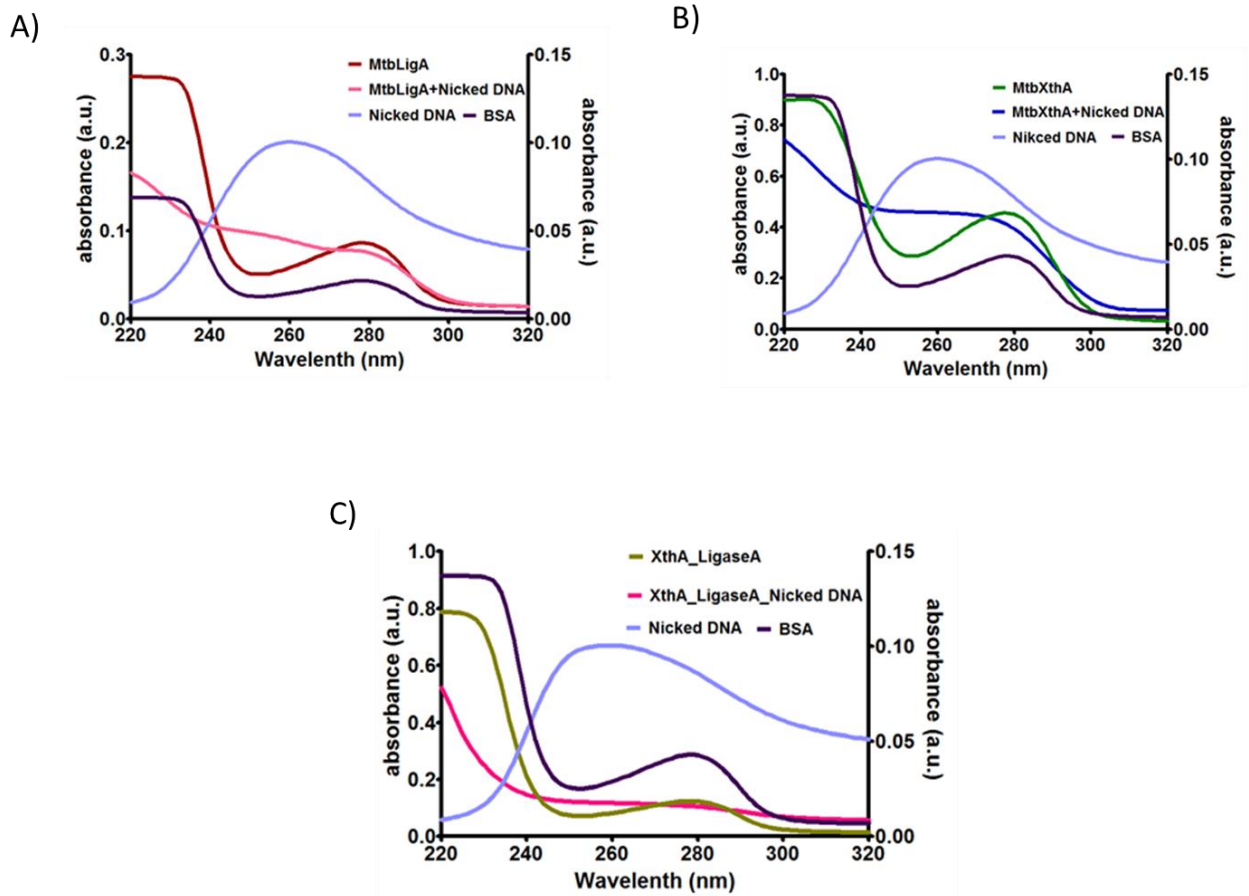 A)
MtbLigA
MtbLigA+Nicked DNA
Nicked DNA BSA
absorbance (a.u.)
0.3
0.2
0.1
0.0
0.15
0.10
0.05
0.00
absorbance (a.u.)
220 240 260 280 300 320
Wavelenth (nm)
B)
MtbXthA
MtbXthA+Nicked DNA
Nikced DNA BSA
absorbance (a.u.)
1.0
0.8
0.6
0.4
0.2
0.0
0.15
0.10
0.05
0.00
absorbance (a.u.)
220 240 260 280 300 320
Wavelenth (nm)
C)
XthA_LigaseA
XthA_LigaseA_Nicked DNA
Nicked DNA BSA
absorbance (a.u.)
1.0
0.8
0.6
0.4
0.2
0.0
0.15
0.10
0.05
0.00
absorbance (a.u.)
220 240 260 280 300 320
Wavelenth (nm)